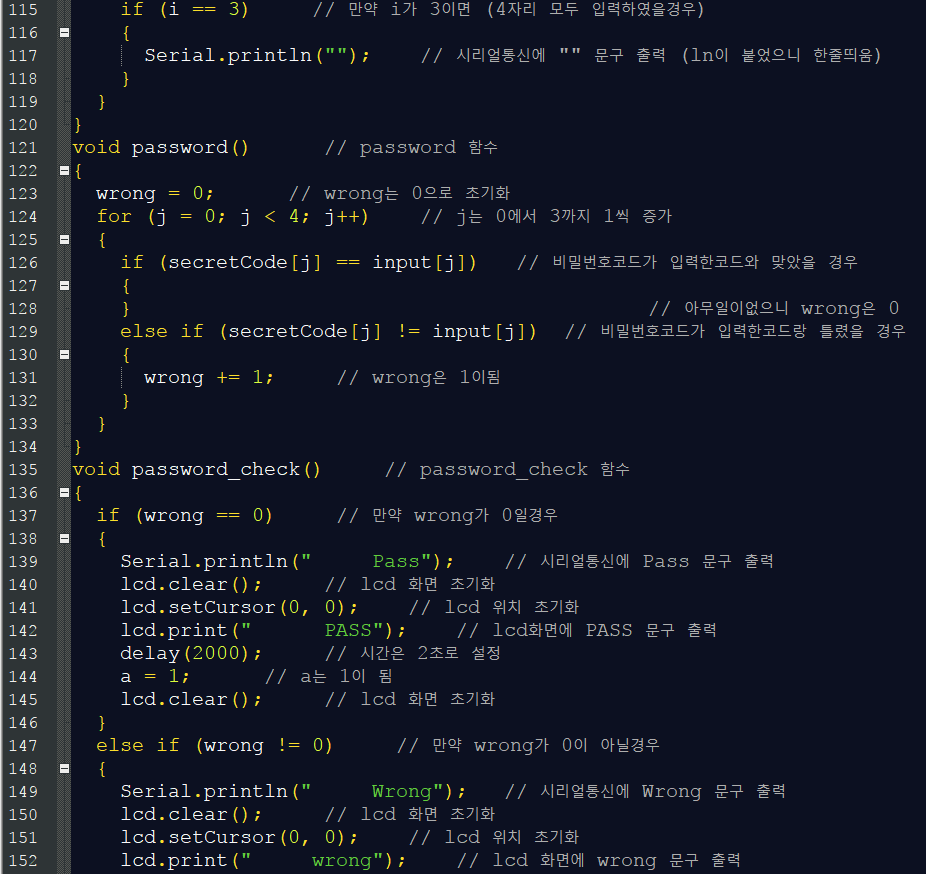 115 if (i == 3) // 만약 i가 3이면 (4자리 모두 입력하였을경우)
116 {
117 Serial.println(""); // 시리얼통신에 "" 문구 출력 (ln이 붙었으니 한줄띄움)
118 }
119 }
120 }
121 void password() // password 함수
122 {
123 wrong = 0; // wrong는 0으로 초기화
124 for (j = 0; j < 4; j++) // j는 0에서 3까지 1씩 증가
125 {
126 if (secretCode[j] == input[j]) // 비밀번호코드가 입력한코드와 맞았을 경우
127 {
128 } // 아무일이없으니 wrong은 0
129 else if (secretCode[j] != input[j]) // 비밀번호코드가 입력한코드랑 틀렸을 경우
130 {
131 wrong += 1; // wrong은 1이됨
132 }
133 }
134 }
135 void password_check() // password_check 함수
136 {
137 if (wrong == 0) // 만약 wrong가 0일경우
138 {
139 Serial.println("     Pass"); // 시리얼통신에 Pass 문구 출력
140 lcd.clear(); // lcd 화면 초기화
141 lcd.setCursor(0, 0); // lcd 위치 초기화
142 lcd.print("      PASS"); // lcd화면에 PASS 문구 출력
143 delay(2000); // 시간은 2초로 설정
144 a = 1; // a는 1이 됨
145 lcd.clear(); // lcd 화면 초기화
146 }
147 else if (wrong != 0) // 만약 wrong가 0이 아닐경우
148 {
149 Serial.println("     Wrong"); // 시리얼통신에 Wrong 문구 출력
150 lcd.clear(); // lcd 화면 초기화
151 lcd.setCursor(0, 0); // lcd 위치 초기화
152 lcd.print("     wrong"); // lcd 화면에 wrong 문구 출력